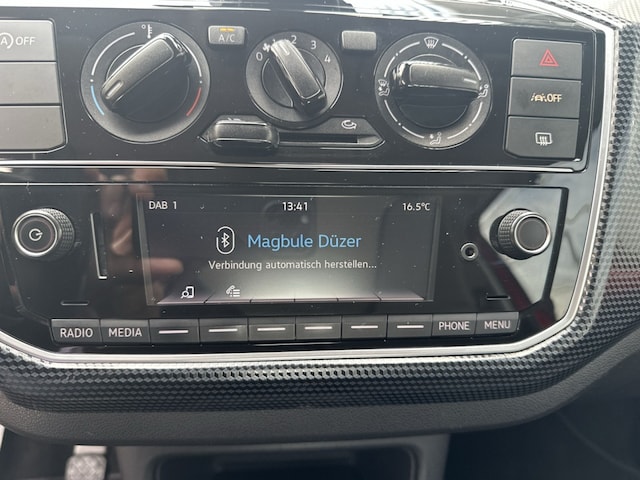 OFF
A/C
0 1 2 3 4
OFF
DAB 1 13:41 16.5°C
Magbule Düzer
Verbindung automatisch herstellen...
RADIO MEDIA PHONE MENU